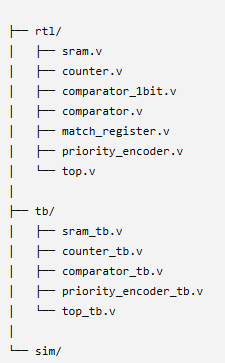 ├── rtl/
│   ├── sram.v
│   ├── counter.v
│   ├── comparator_1bit.v
│   ├── comparator.v
│   ├── match_register.v
│   ├── priority_encoder.v
│   └── top.v
│
├── tb/
│   ├── sram_tb.v
│   ├── counter_tb.v
│   ├── comparator_tb.v
│   ├── priority_encoder_tb.v
│   └── top_tb.v
│
└── sim/